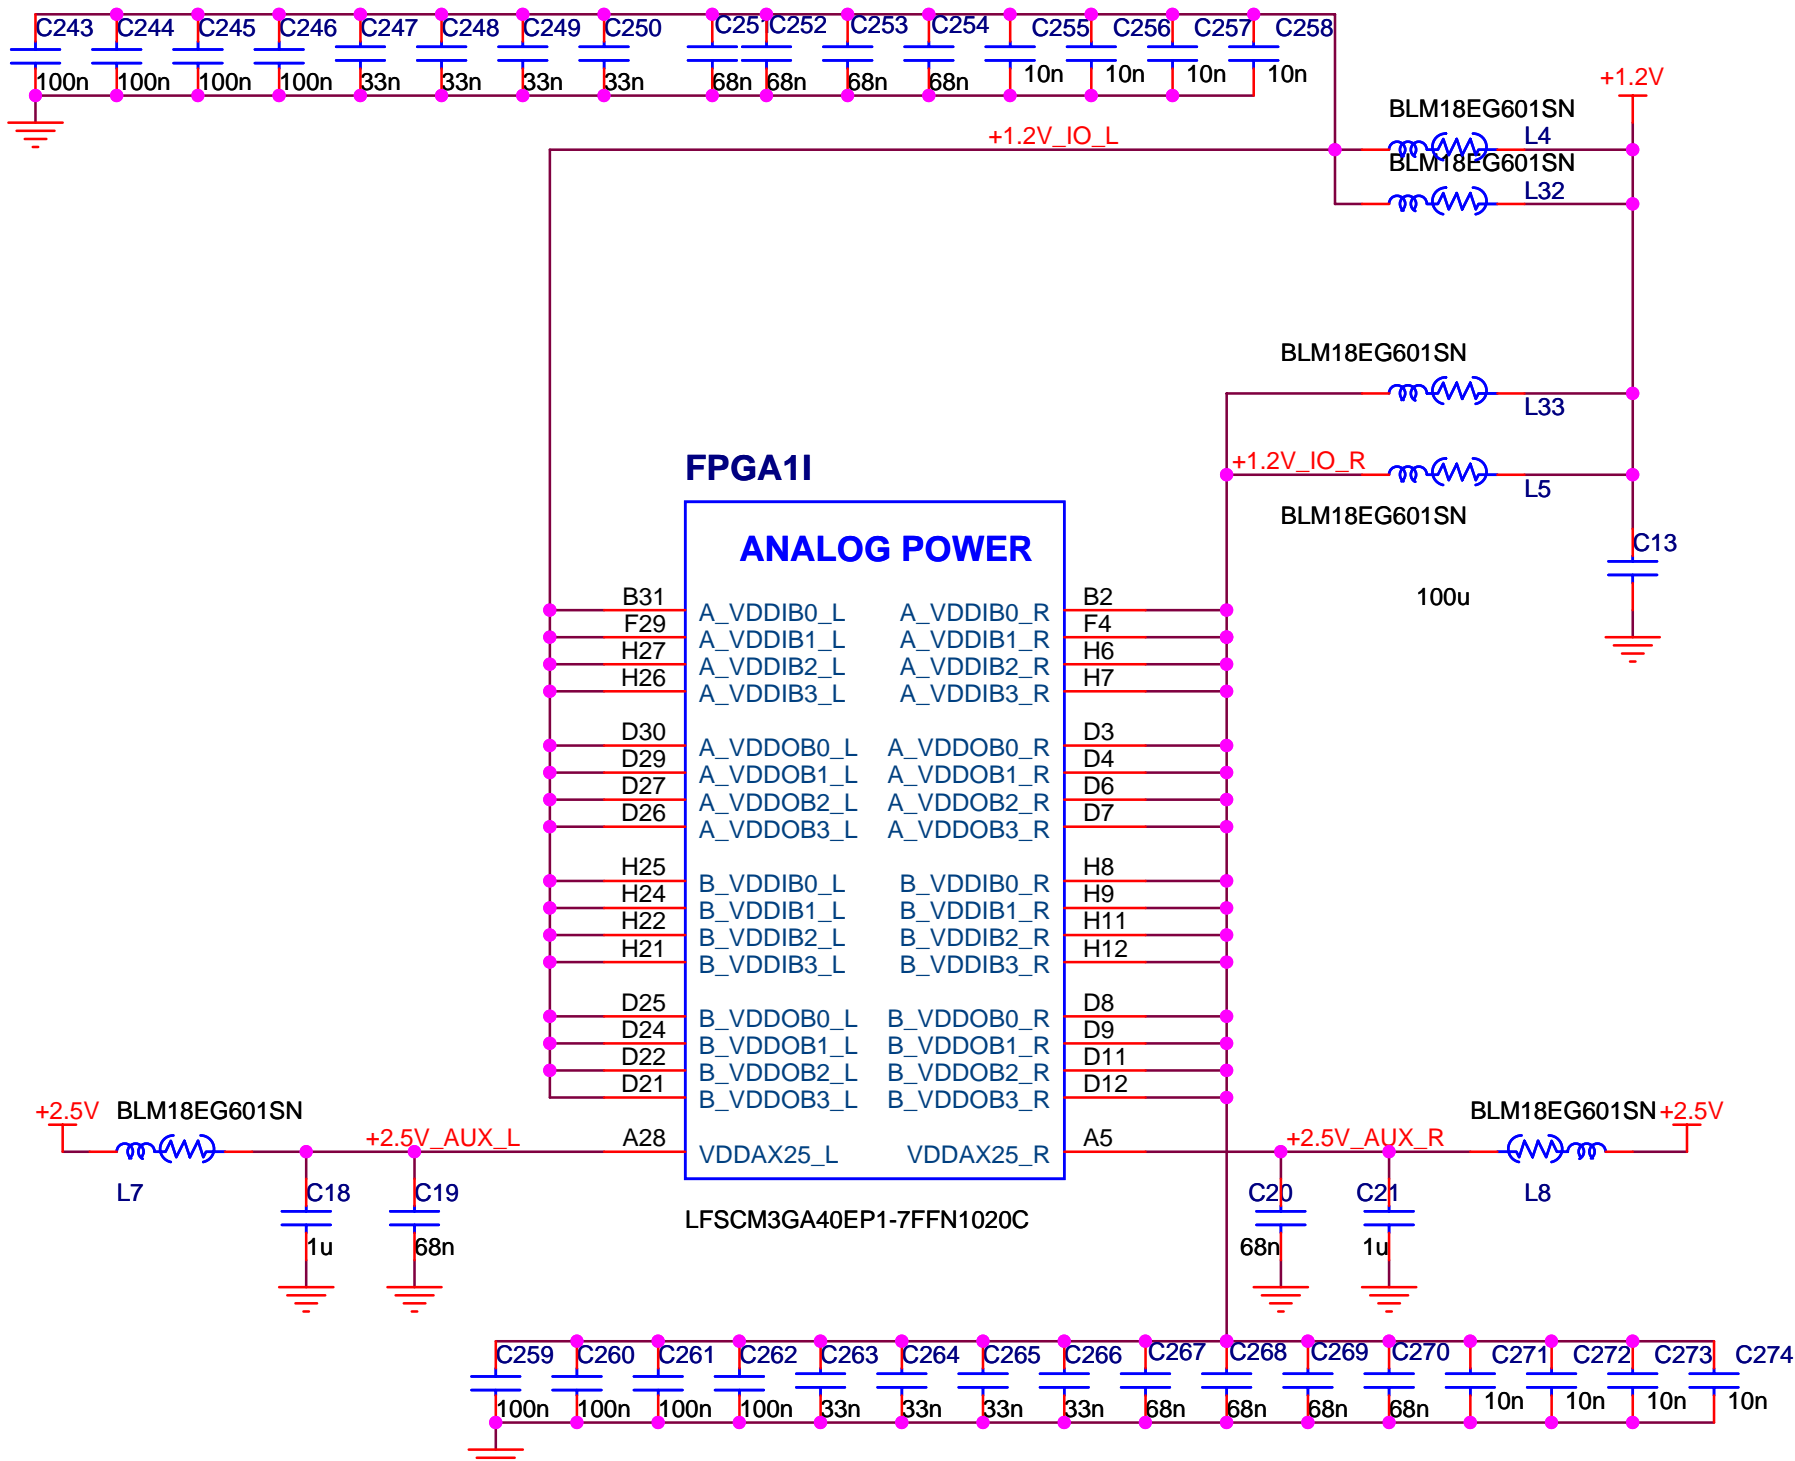 C243 C244 C245 C246 C247 C248 C249 C250 C251 C252 C253 C254 C255 C256 C257 C258
100n 100n 100n 100n 33n 33n 33n 33n 68n 68n 68n 68n 10n 10n 10n 10n
+1.2V
BLM18EG601SN
+1.2V_IO_L L4
BLM18EG601SN
L32
BLM18EG601SN
L33
FPGA1I
+1.2V_IO_R
L5
BLM18EG601SN
ANALOG POWER
C13
100u
B31 A_VDDIB0_L A_VDDIB0_R B2
F29 A_VDDIB1_L A_VDDIB1_R F4
H27 A_VDDIB2_L A_VDDIB2_R H6
H26 A_VDDIB3_L A_VDDIB3_R H7
D30 A_VDDOB0_L A_VDDOB0_R D3
D29 A_VDDOB1_L A_VDDOB1_R D4
D27 A_VDDOB2_L A_VDDOB2_R D6
D26 A_VDDOB3_L A_VDDOB3_R D7
H25 B_VDDIB0_L B_VDDIB0_R H8
H24 B_VDDIB1_L B_VDDIB1_R H9
H22 B_VDDIB2_L B_VDDIB2_R H11
H21 B_VDDIB3_L B_VDDIB3_R H12
D25 B_VDDOB0_L B_VDDOB0_R D8
D24 B_VDDOB1_L B_VDDOB1_R D9
D22 B_VDDOB2_L B_VDDOB2_R D11
D21 B_VDDOB3_L B_VDDOB3_R D12
+2.5V BLM18EG601SN BLM18EG601SN +2.5V
+2.5V_AUX_L A28 VDDAX25_L VDDAX25_R A5 +2.5V_AUX_R
L7 C18 C19 C20 C21 L8
LFSCM3GA40EP1-7FFN1020C
1u 68n 68n 1u
C259 C260 C261 C262 C263 C264 C265 C266 C267 C268 C269 C270 C271 C272 C273 C274
100n 100n 100n 100n 33n 33n 33n 33n 68n 68n 68n 68n 10n 10n 10n 10n